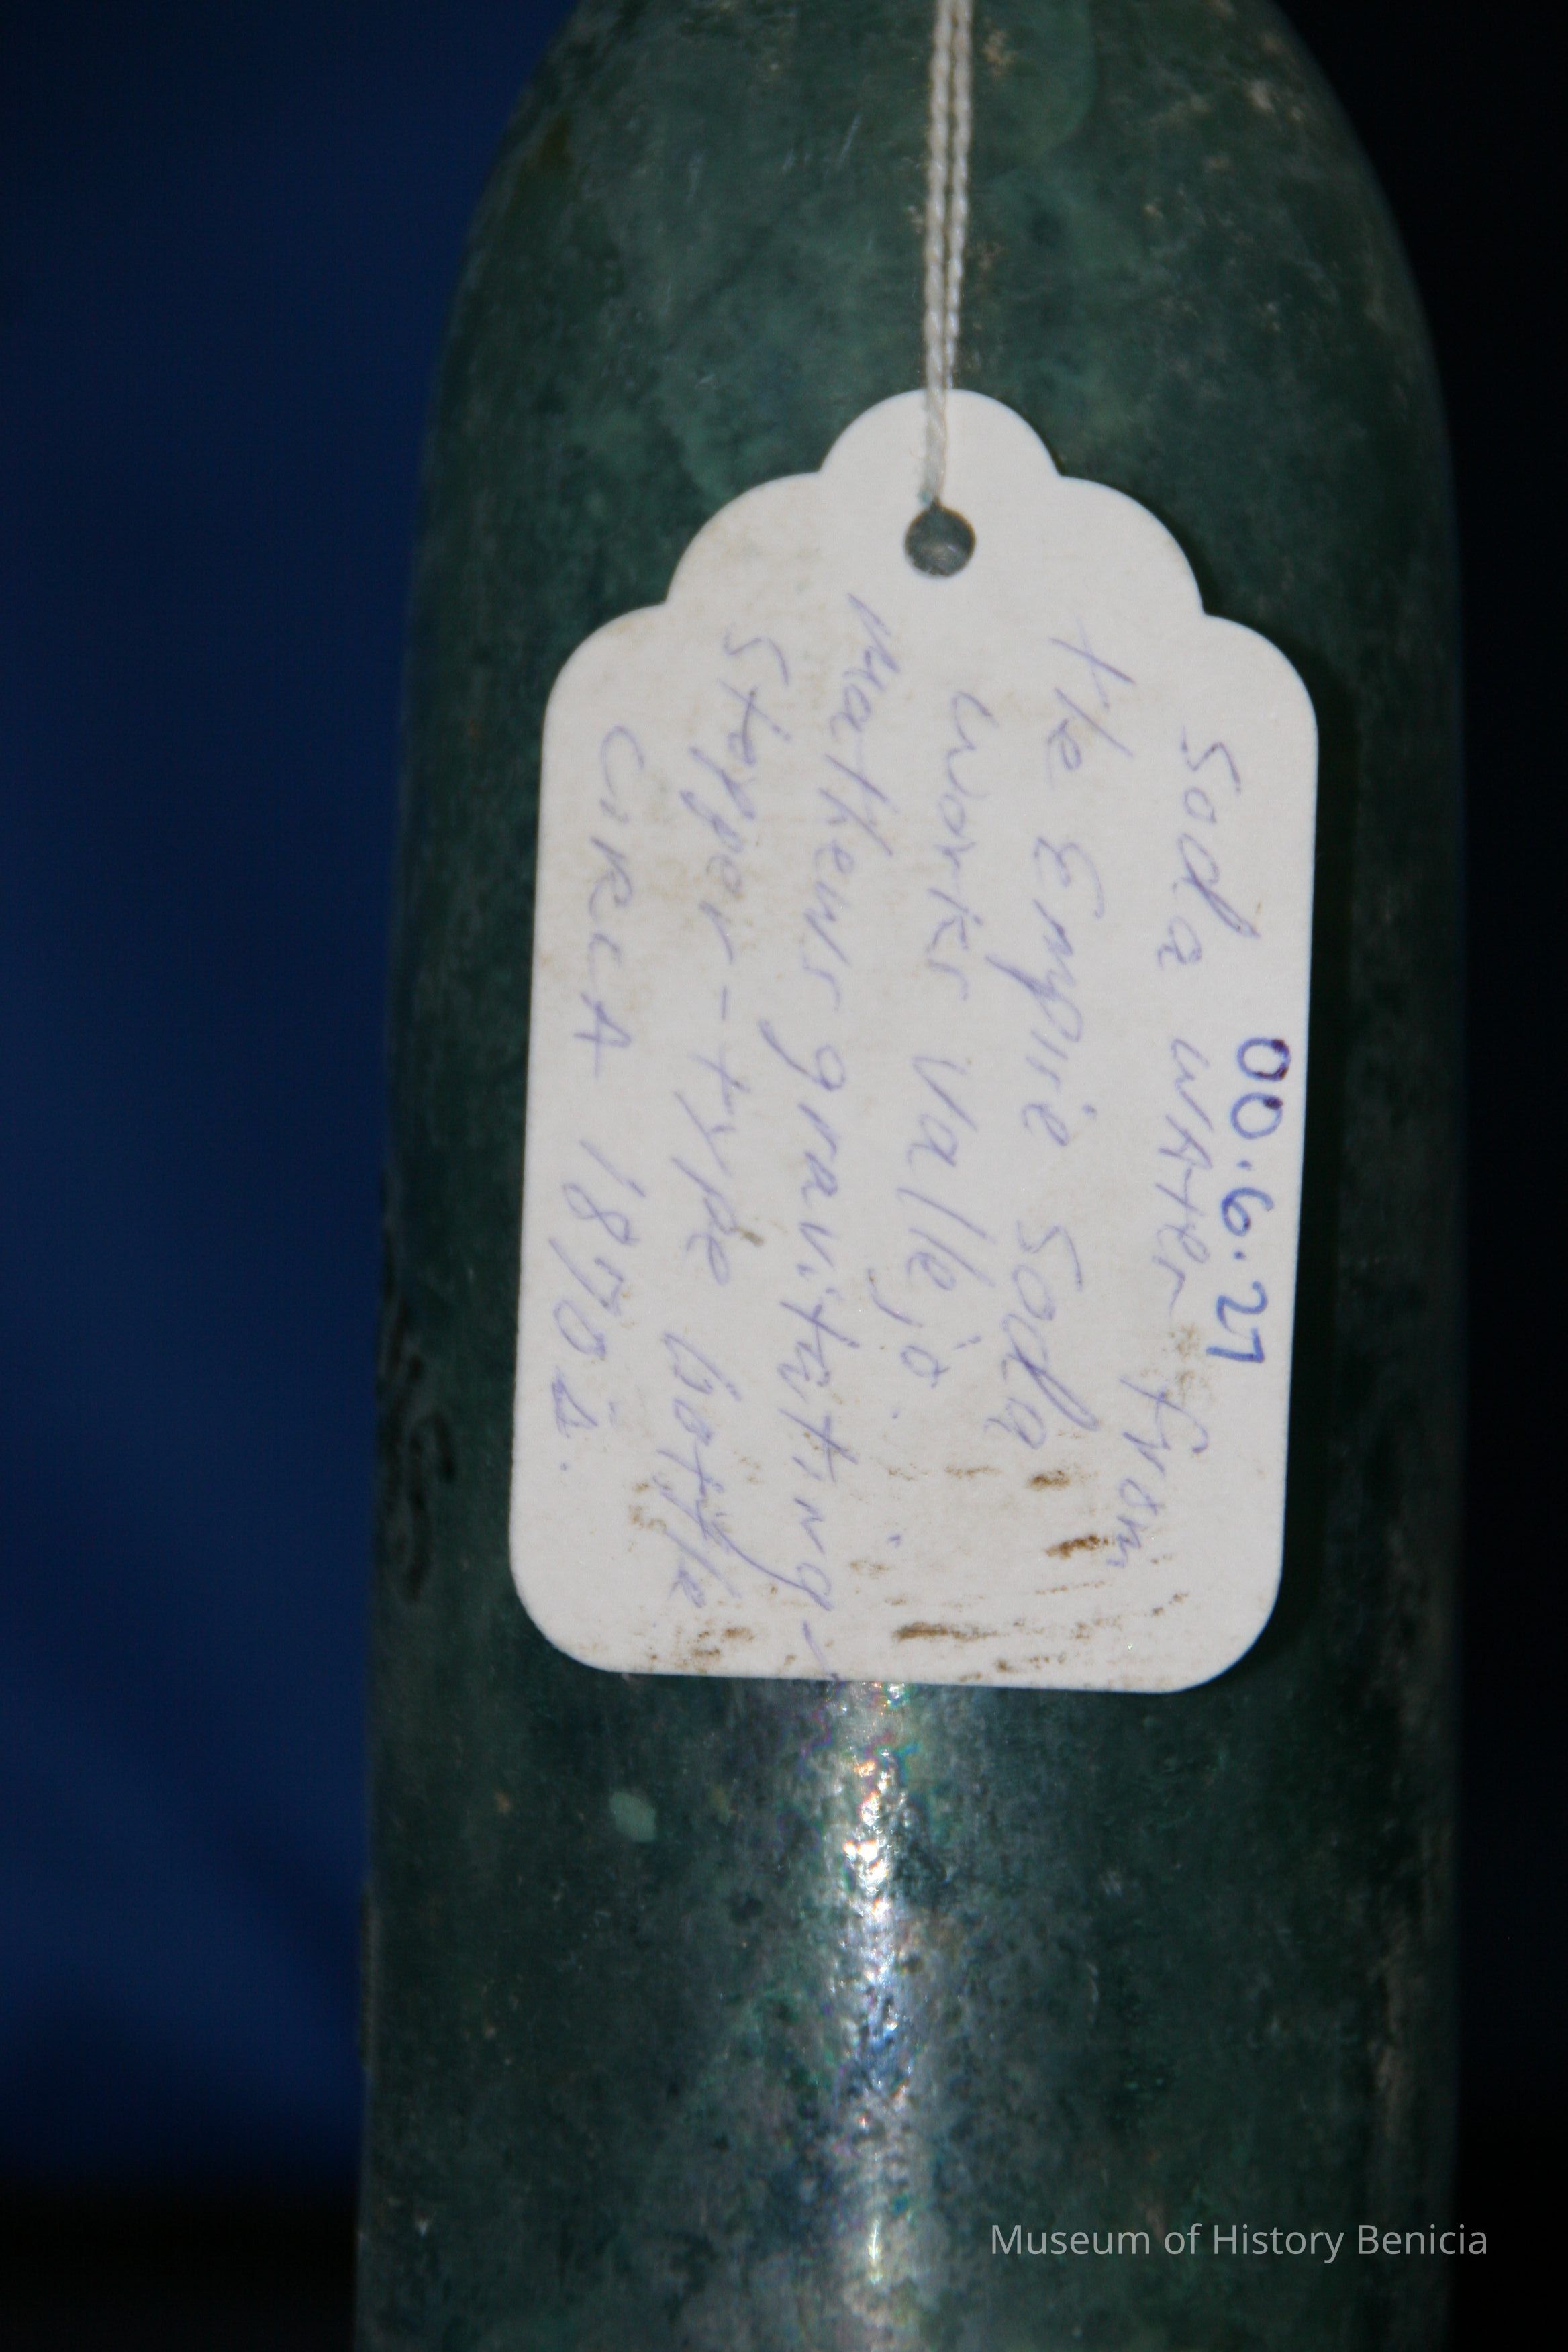 00.6.27
Soda water from
the Empire Soda
works Vallejo.
Mathews gravitating-
stopper-type bottle
CIRCA 1870s.
Museum of History Benicia